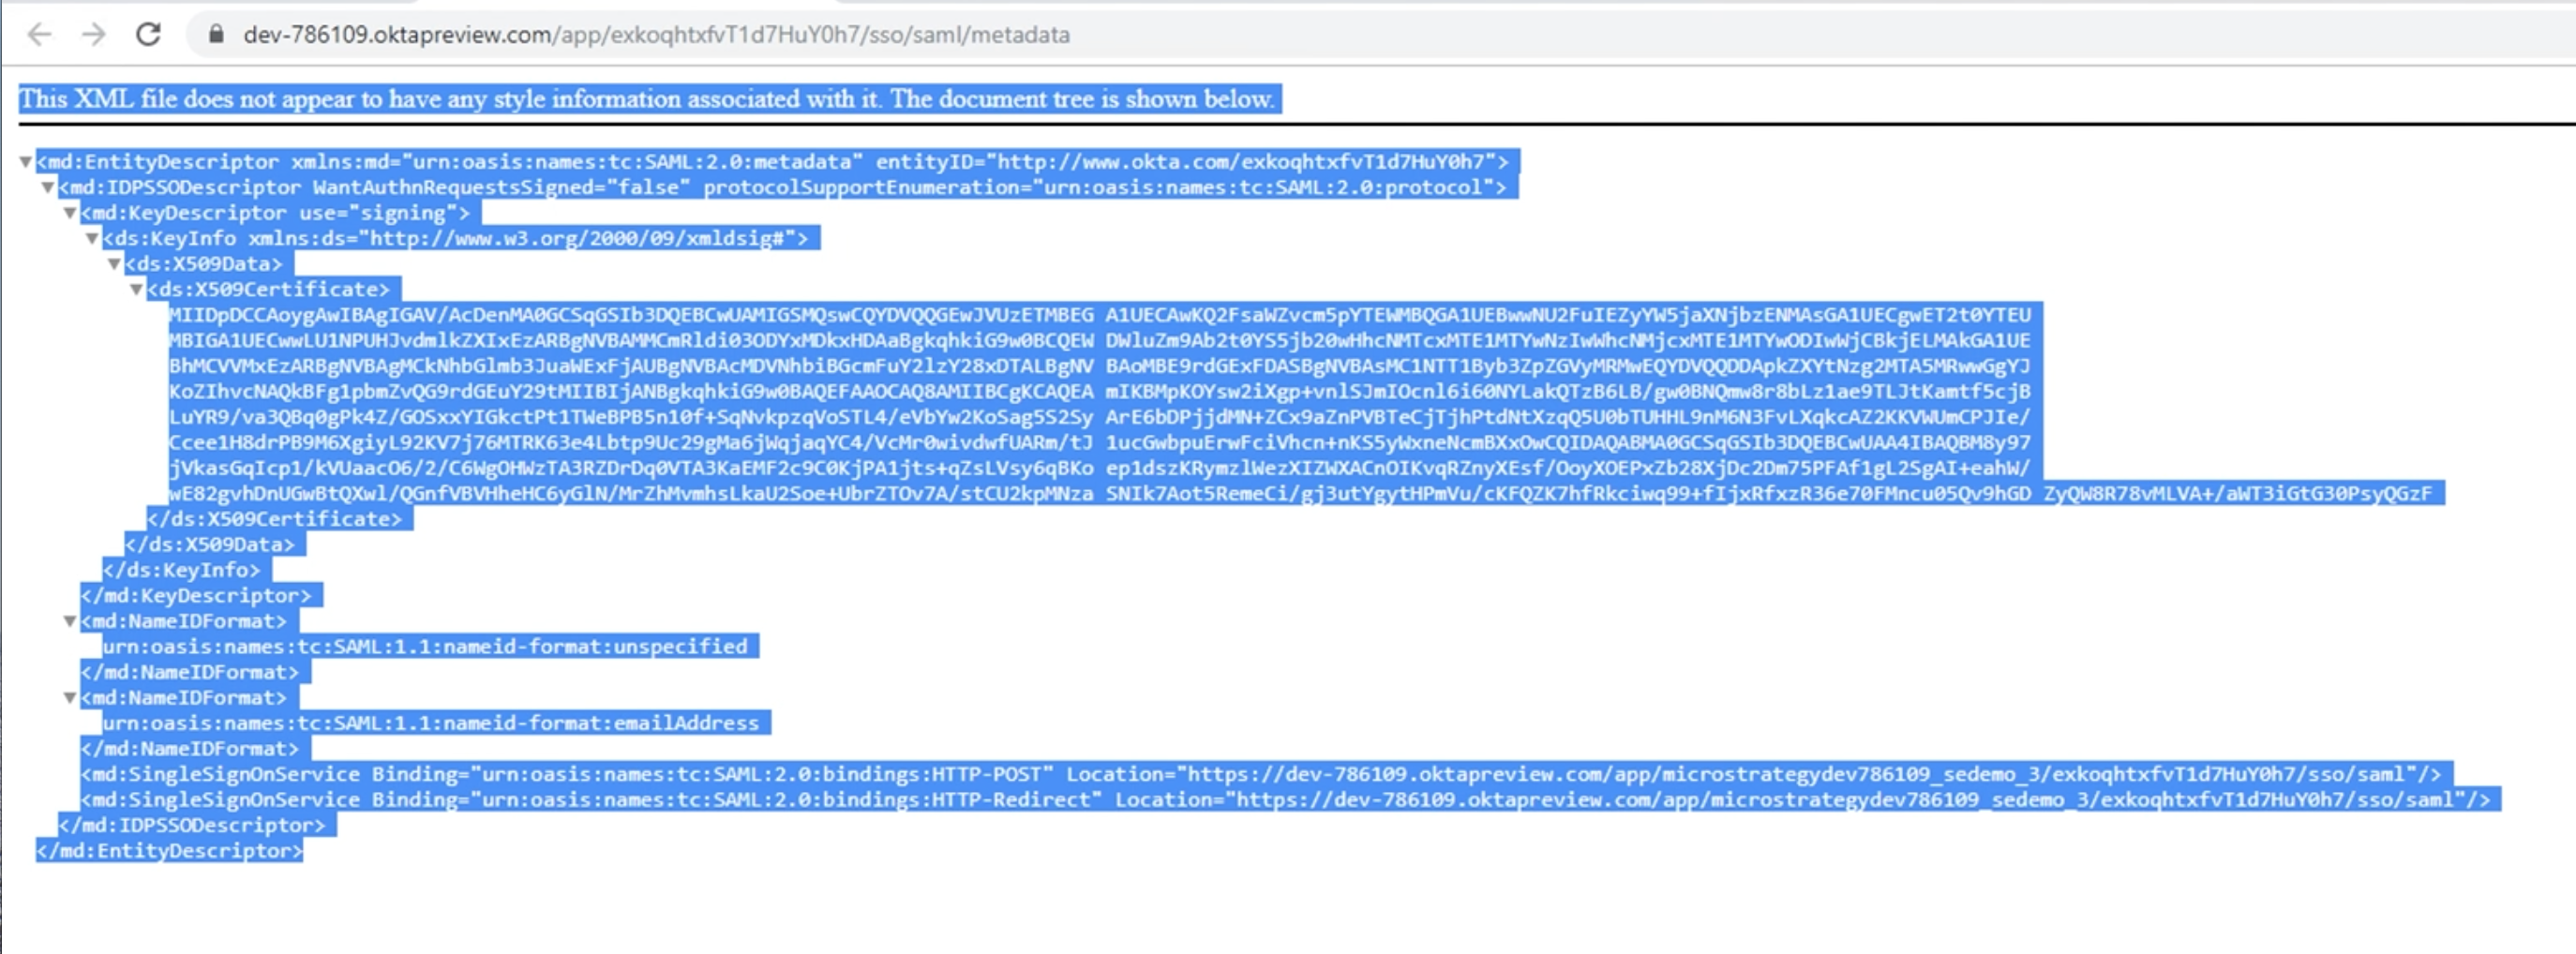 dev-786109.oktapreview.com/app/exkoqhtxfvT1d7HuY0h7/sso/saml/metadata
This XML file does not appear to have any style information associated with it. The document tree is shown below.
<md:EntityDescriptor xmlns:md="urn:oasis:names:tc:SAML:2.0:metadata" entityID="http://www.okta.com/exkoqhtxfvT1d7HuY0h7">
<md:IDPSSODescriptor WantAuthnRequestsSigned="false" protocolSupportEnumeration="urn:oasis:names:tc:SAML:2.0:protocol">
<md:KeyDescriptor use="signing">
<ds:KeyInfo xmlns:ds="http://www.w3.org/2000/09/xmldsig#">
<ds:X509Data>
<ds:X509Certificate>
MIIDpDCCAoygAwIBAgIGAV/AcDenMA0GCSqGSIb3DQEBCwUAMIGSMQswCQYDVQQGEwJVUzETMBEG A1UECAwKQ2FsaWZvcm5pYTEWMBQGA1UEBwwNU2FuIEZyYW5jaXNjbzENMAsGA1UECgwET2t0YTEU
MBIGA1UECwwLU1NPUHJvdmlkZXIxEzARBgNVBAMMCmRldi03ODYxMDkxHDAaBgkqhkiG9w0BCQEW DWluZm9Ab2t0YS5jb20wHhcNMTcxMTE1MTYwNzIwWhcNMjcxMTE1MTYwODIwWjCBkjELMAkGA1UE
BhMCVVMxEzARBgNVBAgMCkNhbGlmb3JuaWExFjAUBgNVBAcMDVNhbiBGcmFuY2lzY28xDTALBgNV BAoMBE9rdGExFDASBgNVBAsMC1NTT1Byb3ZpZGVyMRMwEQYDVQQDDApkZXYtNzg2MTA5MRwwGgYJ
KoZIhvcNAQkBFg1pbmZvQG9rdGEuY29tMIIBIjANBgkqhkiG9w0BAQEFAAOCAQ8AMIIBCgKCAQEA mIKBMpKOYsw2iXgp+vnlSJmIOcnl6i60NYLakQTzB6LB/gw0BNQmw8r8bLz1ae9TLJtKamtf5cjB
LuYR9/va3QBq0gPk4Z/GOSxxYIGkctPt1TWeBPB5n10f+SqNvkpzqVoSTL4/eVbYw2KoSag5S2Sy ArE6bDPjjdMN+ZCx9aZnPVBTeCjTjhPtdNtXzqQ5U0bTUHHL9nM6N3FvLXqkcAZ2KKVWUmCPJIe/
Ccee1H8drPB9M6XgiyL92KV7j76MTRK63e4Lbtp9Uc29gMa6jWqjaqYC4/VcMr0wivdwfUARm/tJ 1ucGwbpuErwFciVhcn+nKS5yWxneNcmBXxOwCQIDAQABMA0GCSqGSIb3DQEBCwUAA4IBAQBM8y97
jVkasGqIcp1/kVUaacO6/2/C6WgOHWzTA3RZDrDq0VTA3KaEMF2c9C0KjPA1jts+qZsLVsy6qBKo ep1dszKRymzlWezXIZWXACnOIKvqRZnyXEsf/OoyXOEPxZb28XjDc2Dm75PFAf1gL2SgAI+eahW/
wE82gvhDnUGwBtQXwl/QGnfVBVHheHC6yGlN/MrZhMvmhsLkaU2Soe+UbrZTOv7A/stCU2kpMNza SNIk7Aot5RemeCi/gj3utYgytHPmVu/cKFQZK7hfRkciwq99+fIjxRfxzR36e70FMncu05Qv9hGD ZyQW8R78vMLVA+/aWT3iGtG30PsyQGzF
</ds:X509Certificate>
</ds:X509Data>
</ds:KeyInfo>
</md:KeyDescriptor>
<md:NameIDFormat>
urn:oasis:names:tc:SAML:1.1:nameid-format:unspecified
</md:NameIDFormat>
<md:NameIDFormat>
urn:oasis:names:tc:SAML:1.1:nameid-format:emailAddress
</md:NameIDFormat>
<md:SingleSignOnService Binding="urn:oasis:names:tc:SAML:2.0:bindings:HTTP-POST" Location="https://dev-786109.oktapreview.com/app/microstrategydev786109_sedemo_3/exkoqhtxfvT1d7HuY0h7/sso/saml"/>
<md:SingleSignOnService Binding="urn:oasis:names:tc:SAML:2.0:bindings:HTTP-Redirect" Location="https://dev-786109.oktapreview.com/app/microstrategydev786109_sedemo_3/exkoqhtxfvT1d7HuY0h7/sso/saml"/>
</md:IDPSSODescriptor>
</md:EntityDescriptor>